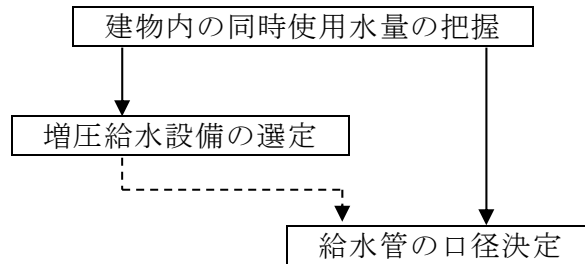 建物内の同時使用水量の把握
増圧給水設備の選定
給水管の口径決定